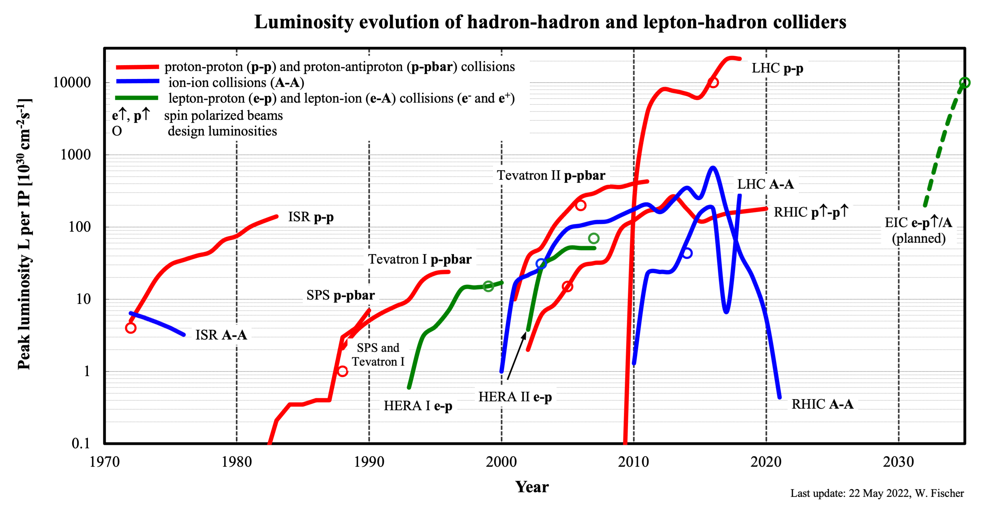 Luminosity evolution of hadron-hadron and lepton-hadron colliders
proton-proton (p-p) and proton-antiproton (p-pbar) collisions
ion-ion collisions (A-A)
lepton-proton (e-p) and lepton-ion (e-A) collisions (e⁻ and e⁺)
e↑, p↑ spin polarized beams
O design luminosities
Peak luminosity L per IP [10³⁰ cm⁻²s⁻¹]
10000
1000
100
10
1
0.1
LHC p-p
Tevatron II p-pbar
LHC A-A
ISR p-p
RHIC p↑-p↑
EIC e-p↑/A
(planned)
Tevatron I p-pbar
SPS p-pbar
ISR A-A
SPS and
Tevatron I
HERA II e-p
HERA I e-p
RHIC A-A
1970
1980
1990
2000
2010
2020
2030
Year
Last update: 22 May 2022, W. Fischer